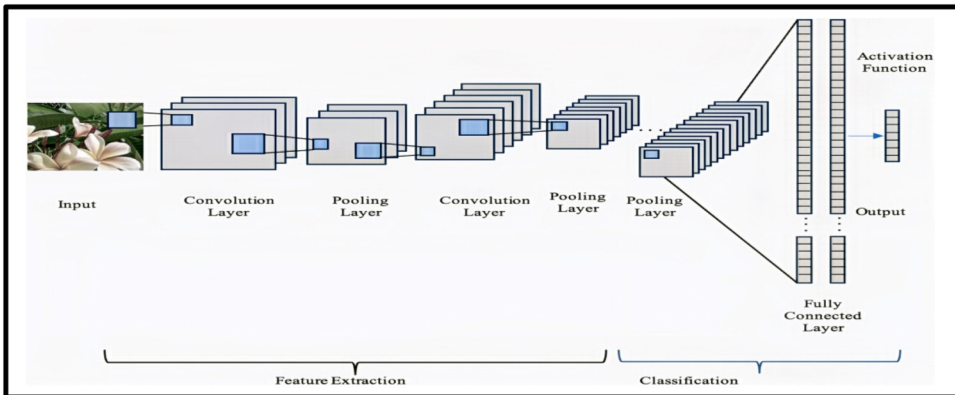 Activation
Function
Input
Convolution
Layer
Pooling
Layer
Convolution
Layer
Pooling
Layer
Pooling
Layer
Output
Fully
Connected
Layer
Feature Extraction
Classification